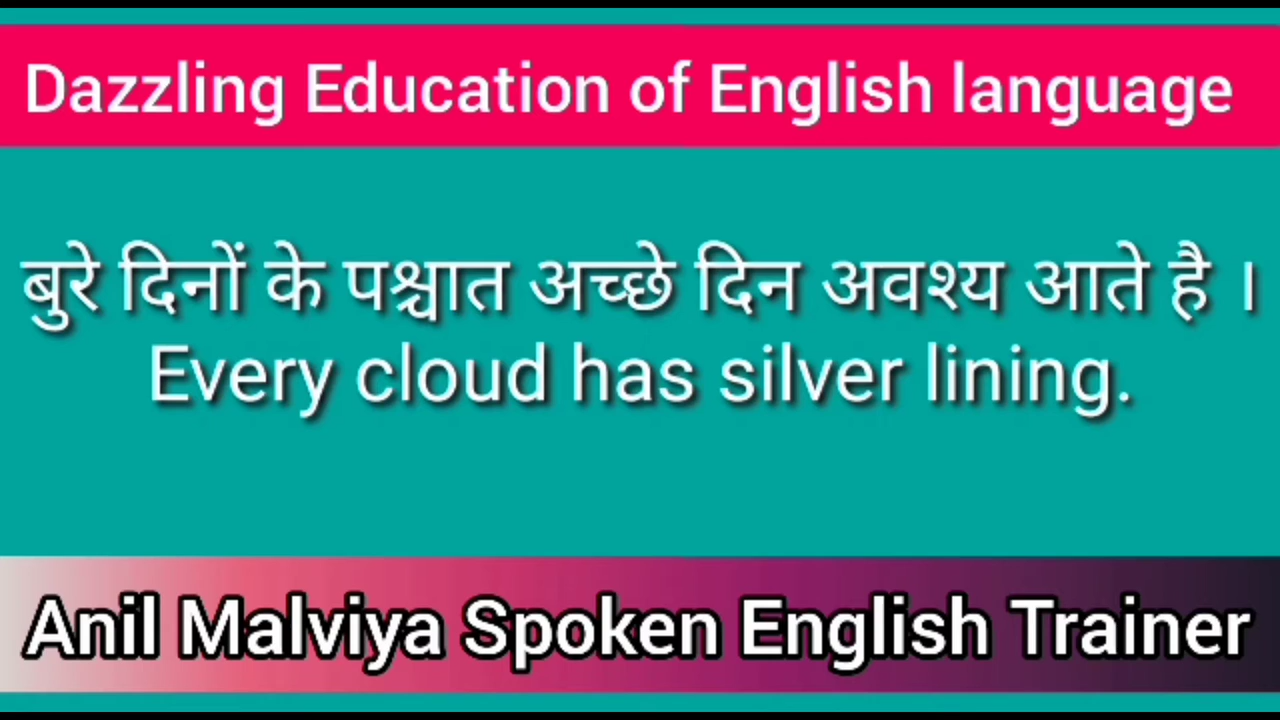 Dazzling Education of English language
बुरे दिनों के पश्चात अच्छे दिन अवश्य आते है ।
Every cloud has silver lining.
Anil Malviya Spoken English Trainer